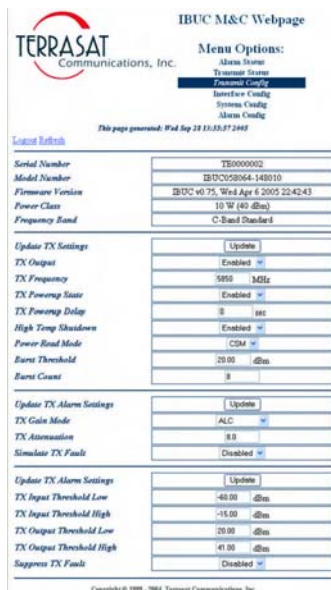 IBUC M&C Webpage
TERRASAT
Communications, Inc.
Menu Options:
Alarm Status
Transmit Status
Transmit Config
Interface Config
System Config
Alarm Config
This page generated: Wed Sep 28 13:33:57 2005
Logout Refresh
Serial Number TE0000002
Model Number IBUC058064-148010
Firmware Version IBUC v0.75, Wed Apr 6 2005 22:42:43
Power Class 10 W (40 dBm)
Frequency Band C-Band Standard
Update TX Settings Update
TX Output Enabled
TX Frequency 5850 MHz
TX Powerup State Enabled
TX Powerup Delay 0 sec
High Temp Shutdown Enabled
Power Read Mode CSM
Burst Threshold 20.00 dBm
Burst Count 8
Update TX Alarm Settings Update
TX Gain Mode ALC
TX Attenuation 8.0
Simulate TX Fault Disabled
Update TX Alarm Settings Update
TX Input Threshold Low -60.00 dBm
TX Input Threshold High -15.00 dBm
TX Output Threshold Low 20.00 dBm
TX Output Threshold High 41.00 dBm
Suppress TX Fault Disabled
Copyright © 1999 - 2004, Terrasat Communications, Inc.